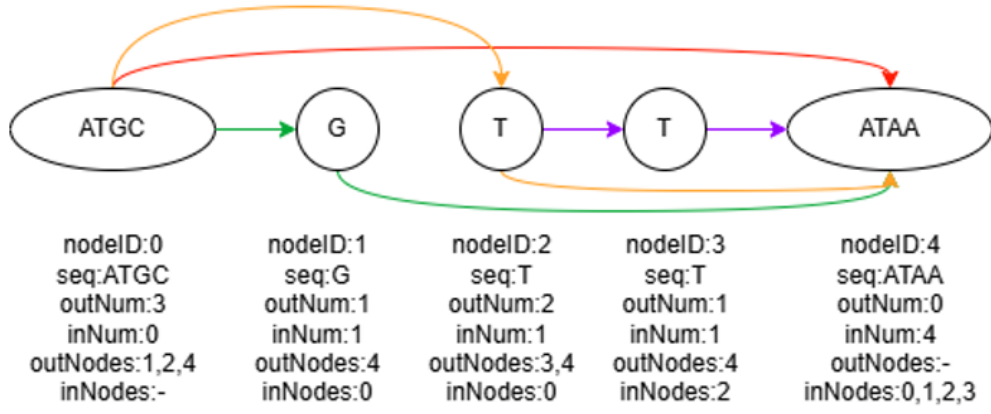 ATGC
G
T
T
ATAA
nodeID:0
seq:ATGC
outNum:3
inNum:0
outNodes:1,2,4
inNodes:-
nodeID:1
seq:G
outNum:1
inNum:1
outNodes:4
inNodes:0
nodeID:2
seq:T
outNum:2
inNum:1
outNodes:3,4
inNodes:0
nodeID:3
seq:T
outNum:1
inNum:1
outNodes:4
inNodes:2
nodeID:4
seq:ATAA
outNum:0
inNum:4
outNodes:-
inNodes:0,1,2,3